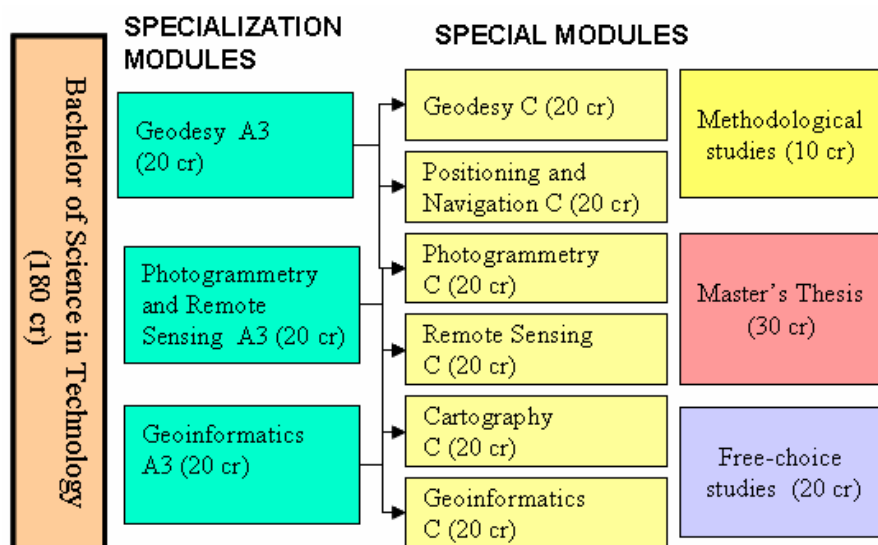 Bachelor of Science in Technology
(180 cr)
SPECIALIZATION
MODULES
Geodesy A3
(20 cr)
Photogrammetry
and Remote
Sensing A3 (20 cr)
Geoinformatics
A3 (20 cr)
SPECIAL MODULES
Geodesy C (20 cr)
Positioning and
Navigation C (20 cr)
Photogrammetry
C (20 cr)
Remote Sensing
C (20 cr)
Cartography
C (20 cr)
Geoinformatics
C (20 cr)
Methodological
studies (10 cr)
Master's Thesis
(30 cr)
Free-choice
studies (20 cr)